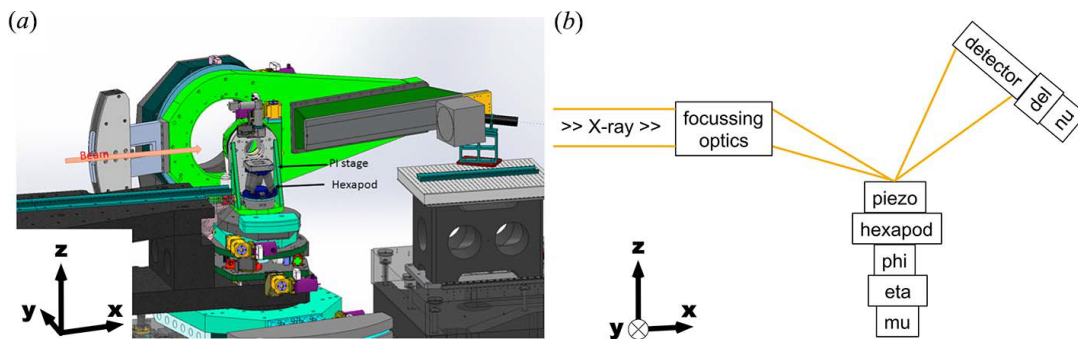 (a)
Beam
PI stage
Hexapod
z
y
x
(b)
>> X-ray >>
focussing
optics
detector
del
nu
piezo
hexapod
phi
eta
mu
z
y
x